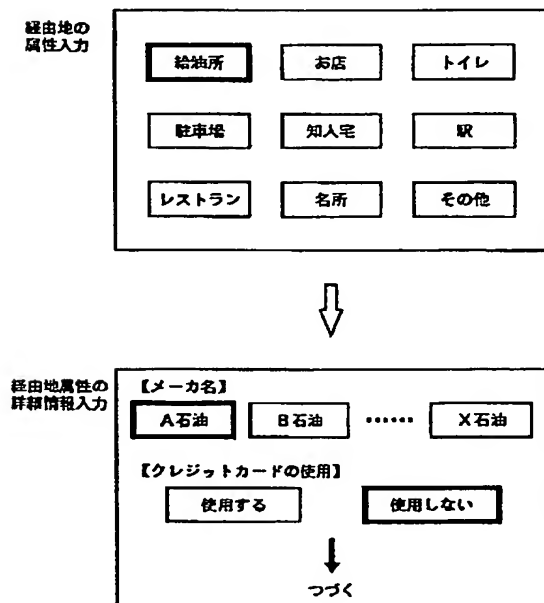 経由地の
属性入力
給油所 お店 トイレ
駐車場 知人宅 駅
レストラン 名所 その他
経由地属性の
詳細情報入力
【メーカ名】
A石油 B石油 …… X石油
【クレジットカードの使用】
使用する 使用しない
つづく